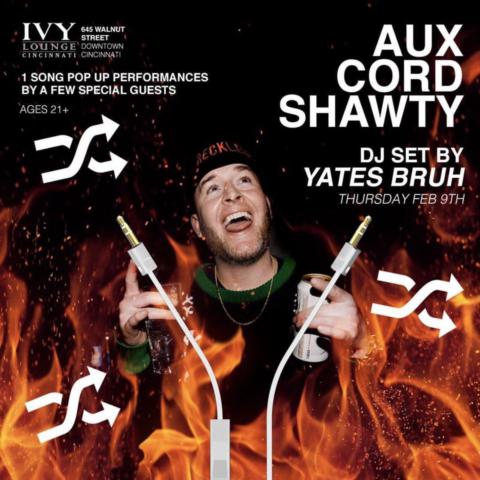 IVY
LOUNGE
CINCINNATI
645 WALNUT
STREET
DOWNTOWN
CINCINNATI
1 SONG POP UP PERFORMANCES
BY A FEW SPECIAL GUESTS
AGES 21+
AUX
CORD
SHAWTY
DJ SET BY
YATES BRUH
THURSDAY FEB 9TH
RECKLESS